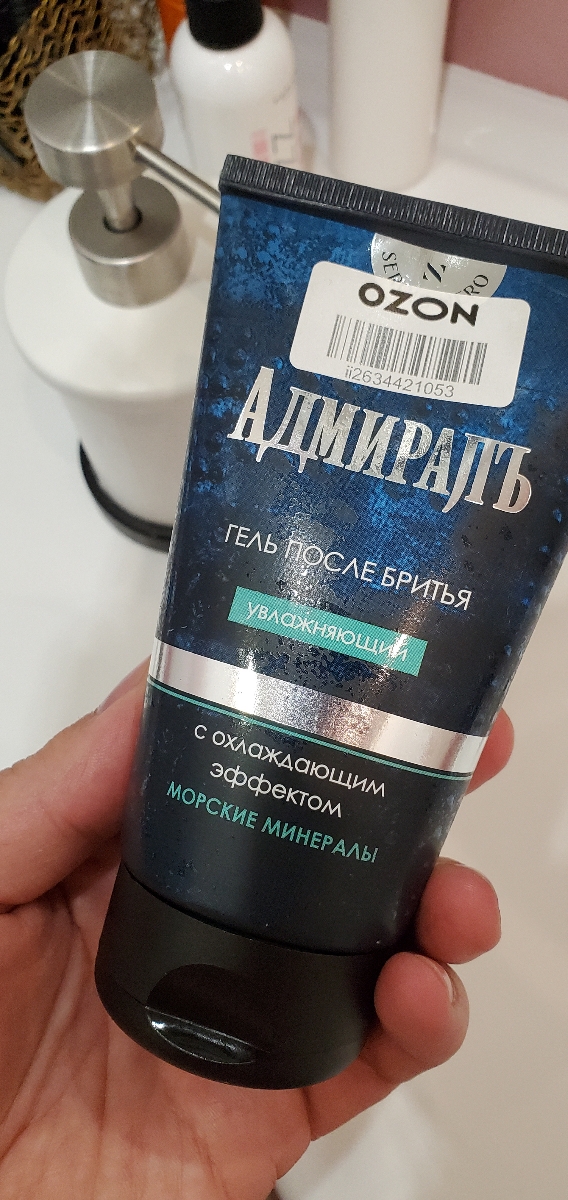 OZON
ii2634421053
АДМИРАЛЪ
ГЕЛЬ ПОСЛЕ БРИТЬЯ
увлажняющий
с охлаждающим
эффектом
МОРСКИЕ МИНЕРАЛЫ